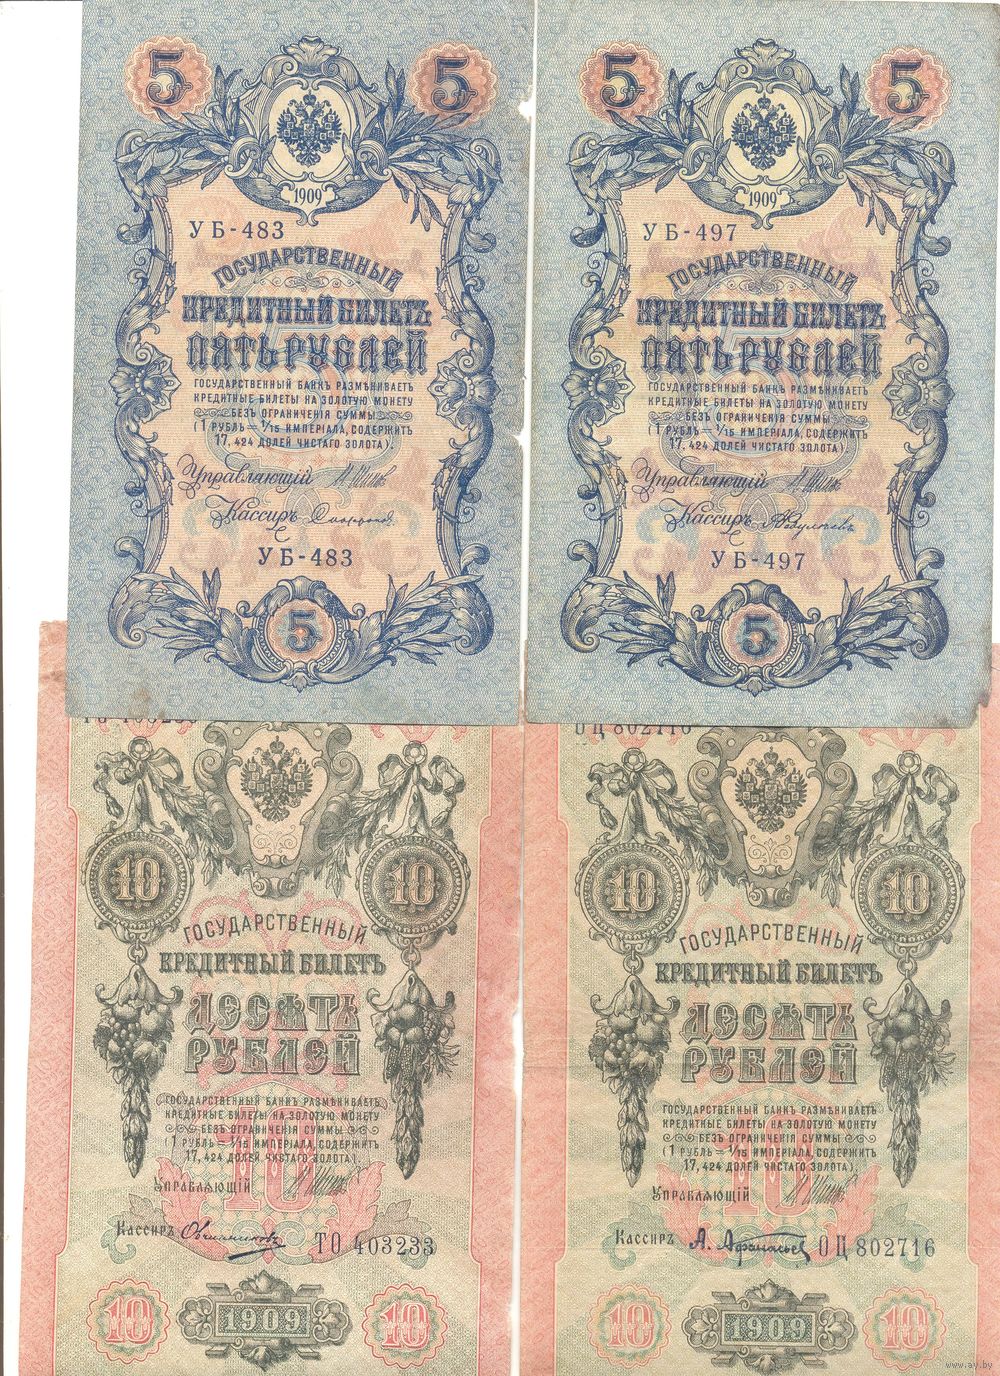 5 5
1909
УБ-483
ГОСУДАРСТВЕННЫЙ
КРЕДИТНЫЙ БИЛЕТЪ
ПЯТЬ РУБЛЕЙ
ГОСУДАРСТВЕННЫЙ БАНКЪ РАЗМѢНИВАЕТЪ
КРЕДИТНЫЕ БИЛЕТЫ НА ЗОЛОТУЮ МОНЕТУ
БЕЗЪ ОГРАНИЧЕНІЯ СУММЫ
(1 РУБЛЬ = 1/15 ИМПЕРІАЛА, СОДЕРЖИТЪ
17,424 ДОЛЕЙ ЧИСТАГО ЗОЛОТА).
Управляющій
Кассиръ
УБ-483
5
5 5
1909
УБ-497
ГОСУДАРСТВЕННЫЙ
КРЕДИТНЫЙ БИЛЕТЪ
ПЯТЬ РУБЛЕЙ
ГОСУДАРСТВЕННЫЙ БАНКЪ РАЗМѢНИВАЕТЪ
КРЕДИТНЫЕ БИЛЕТЫ НА ЗОЛОТУЮ МОНЕТУ
БЕЗЪ ОГРАНИЧЕНІЯ СУММЫ
(1 РУБЛЬ = 1/15 ИМПЕРІАЛА, СОДЕРЖИТЪ
17,424 ДОЛЕЙ ЧИСТАГО ЗОЛОТА).
Управляющій
Кассиръ
УБ-497
5
10 10
ГОСУДАРСТВЕННЫЙ
КРЕДИТНЫЙ БИЛЕТЪ
ДЕСЯТЬ
РУБЛЕЙ
ГОСУДАРСТВЕННЫЙ БАНКЪ РАЗМѢНИВАЕТЪ
КРЕДИТНЫЕ БИЛЕТЫ НА ЗОЛОТУЮ МОНЕТУ
БЕЗЪ ОГРАНИЧЕНІЯ СУММЫ
(1 РУБЛЬ = 1/15 ИМПЕРІАЛА, СОДЕРЖИТЪ
17,424 ДОЛЕЙ ЧИСТАГО ЗОЛОТА).
10
Управляющій
Кассиръ Овчинниковъ ТО 403233
10 1909 10
ОЦ 802716
10 10
ГОСУДАРСТВЕННЫЙ
КРЕДИТНЫЙ БИЛЕТЪ
ДЕСЯТЬ
РУБЛЕЙ
ГОСУДАРСТВЕННЫЙ БАНКЪ РАЗМѢНИВАЕТЪ
КРЕДИТНЫЕ БИЛЕТЫ НА ЗОЛОТУЮ МОНЕТУ
БЕЗЪ ОГРАНИЧЕНІЯ СУММЫ
(1 РУБЛЬ = 1/15 ИМПЕРІАЛА, СОДЕРЖИТЪ
17,424 ДОЛЕЙ ЧИСТАГО ЗОЛОТА).
10
Управляющій
Кассиръ А. Афанасьев ОЦ 802716
10 1909 10
www.ay.by